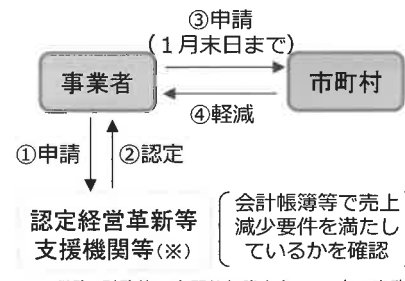 ③申請
(1月末日まで)
事業者
市町村
④軽減
①申請
②認定
認定経営革新等
支援機関等(※)
会計帳簿等で売上
減少要件を満たし
ているかを確認